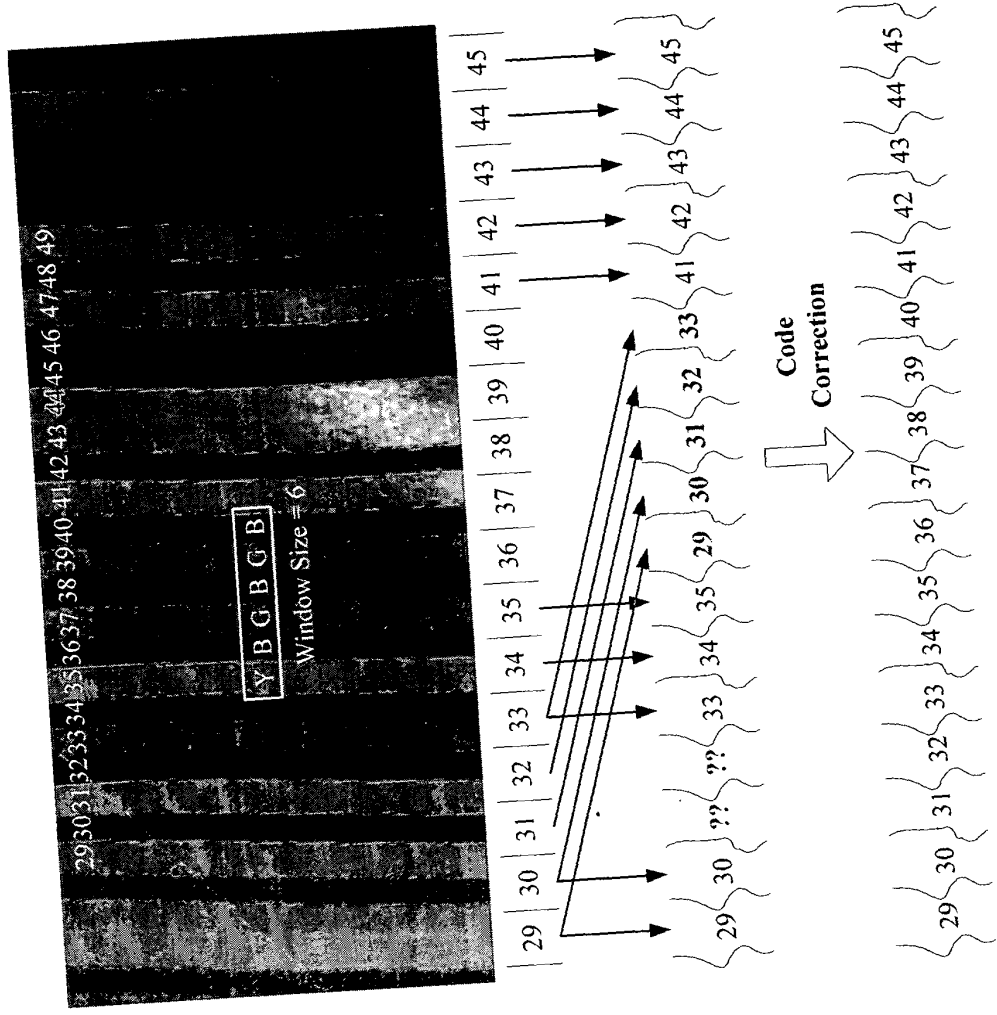 29 30 31 32 33 34 35 36 37 38 39 40 41 42 43 44 45 46 47 48 49
Y B G B G B
Window Size = 6
29 30 31 32 33 34 35 36 37 38 39 40 41 42 43 44 45
29 30 ?? ?? 33 34 35 29 30 31 32 33 41 42 43 44 45
Code
Correction
29 30 31 32 33 34 35 36 37 38 39 40 41 42 43 44 45